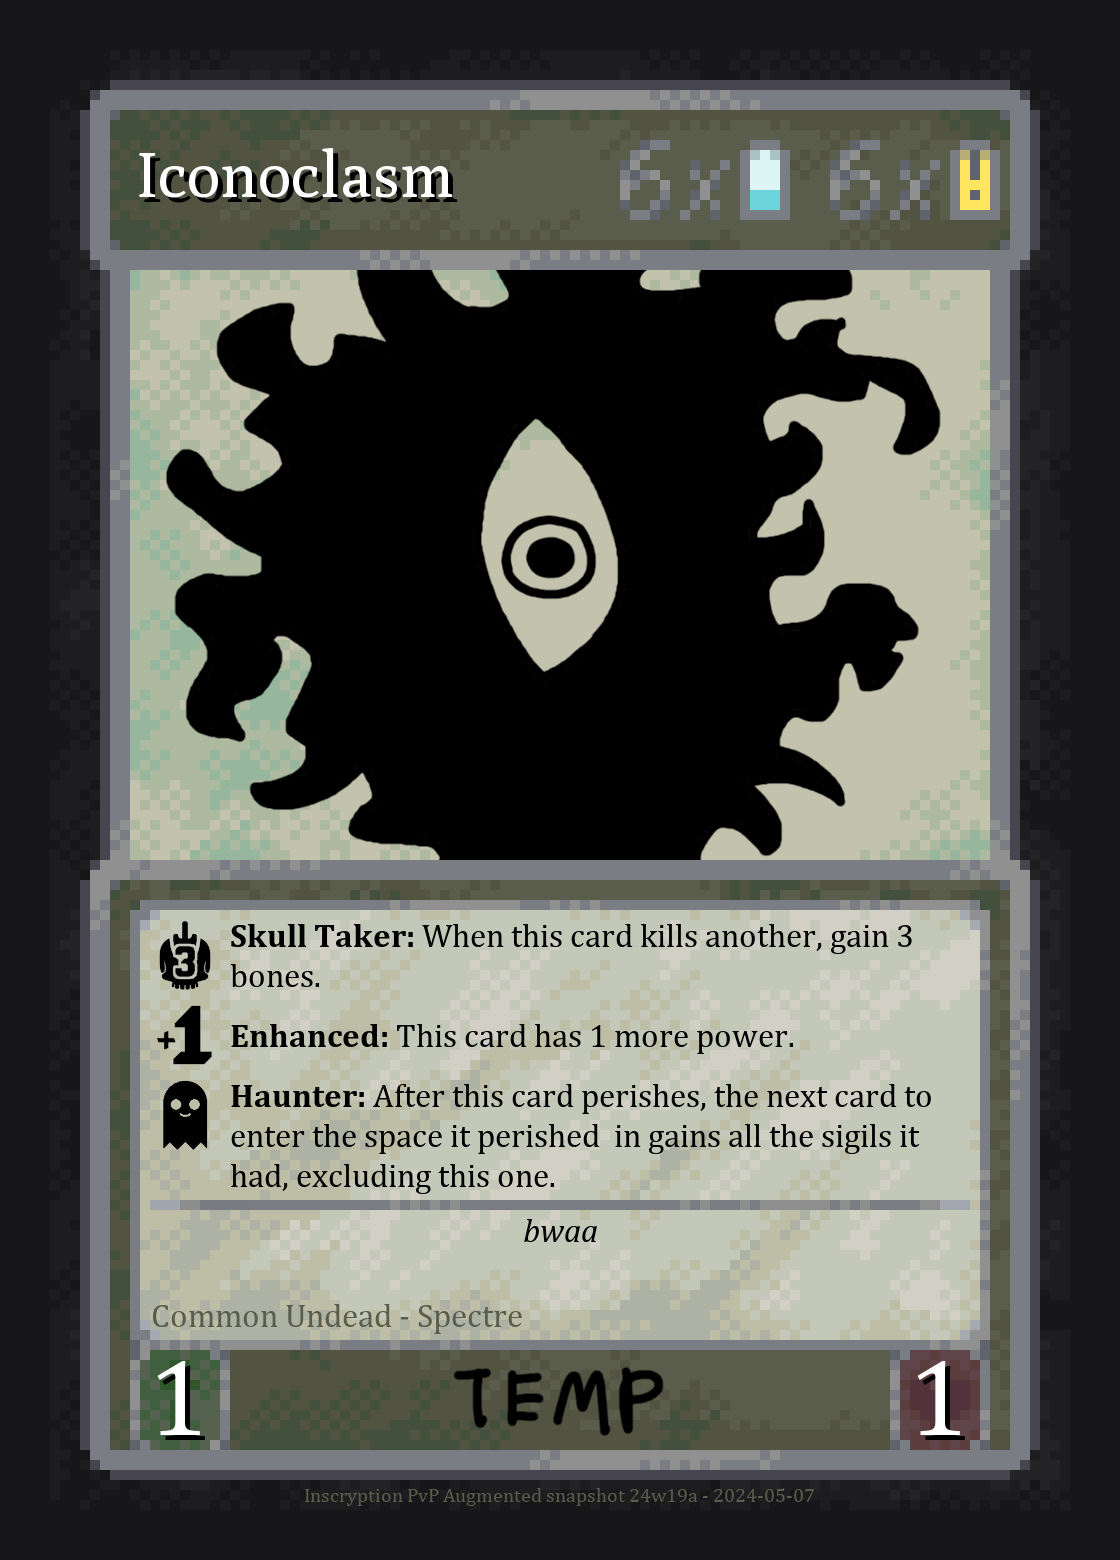 Iconoclasm 6x 6x
3 Skull Taker: When this card kills another, gain 3
bones.
+1 Enhanced: This card has 1 more power.
Haunter: After this card perishes, the next card to
enter the space it perished  in gains all the sigils it
had, excluding this one.
bwaa
Common Undead - Spectre
1 TEMP 1
Inscryption PvP Augmented snapshot 24w19a - 2024-05-07